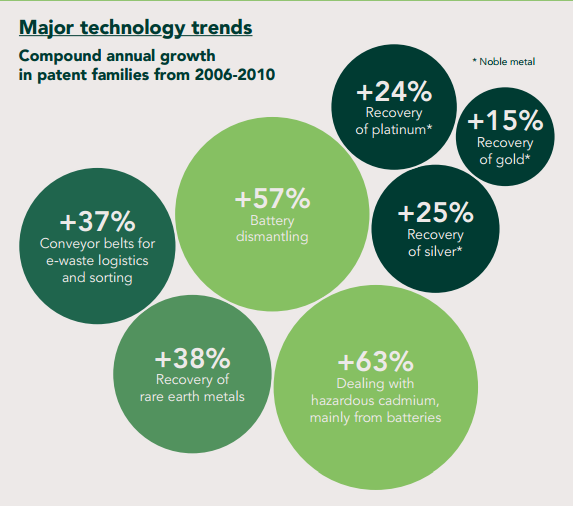 Major technology trends
Compound annual growth
in patent families from 2006-2010
* Noble metal
+24%
Recovery
of platinum*
+15%
Recovery
of gold*
+57%
Battery
dismantling
+25%
Recovery
of silver*
+37%
Conveyor belts for
e-waste logistics
and sorting
+38%
Recovery of
rare earth metals
+63%
Dealing with
hazardous cadmium,
mainly from batteries